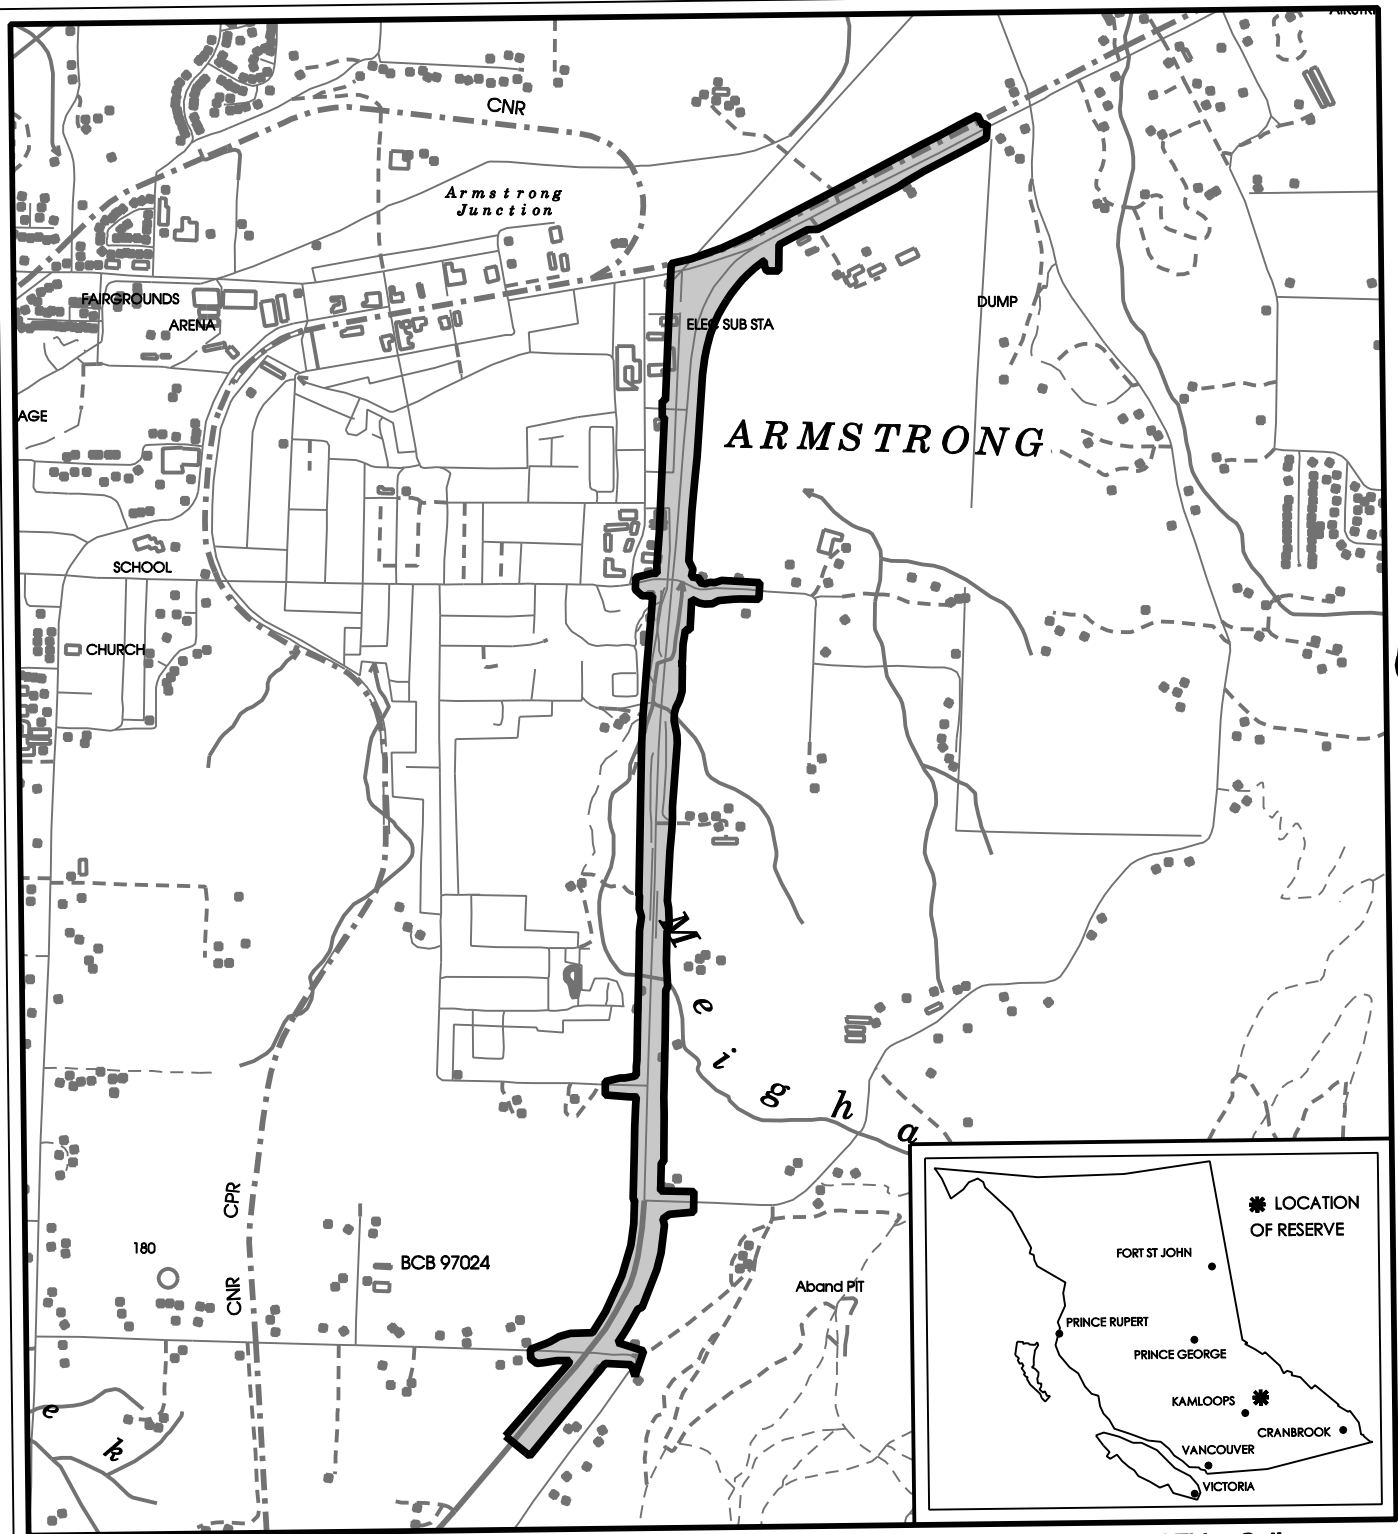 CNR
Armstrong
Junction
FAIRGROUNDS
ARENA
ELEC SUB STA
DUMP
AGE
ARMSTRONG
SCHOOL
CHURCH
M e i g h a
CPR
180
BCB 97024
CNR
Aband PIT
e k
LOCATION
OF RESERVE
FORT ST JOHN
PRINCE RUPERT
PRINCE GEORGE
KAMLOOPS
CRANBROOK
VANCOUVER
VICTORIA